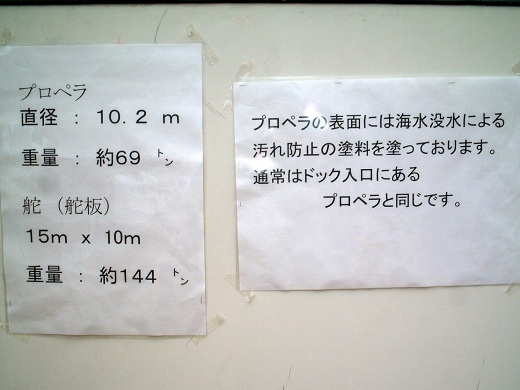 プロペラ
直径 : 10.2 m
重量 : 約69 トン
舵 (舵板)
15m x 10m
重量 : 約144 トン
プロペラの表面には海水没水による
汚れ防止の塗料を塗っております。
通常はドック入口にある
プロペラと同じです。